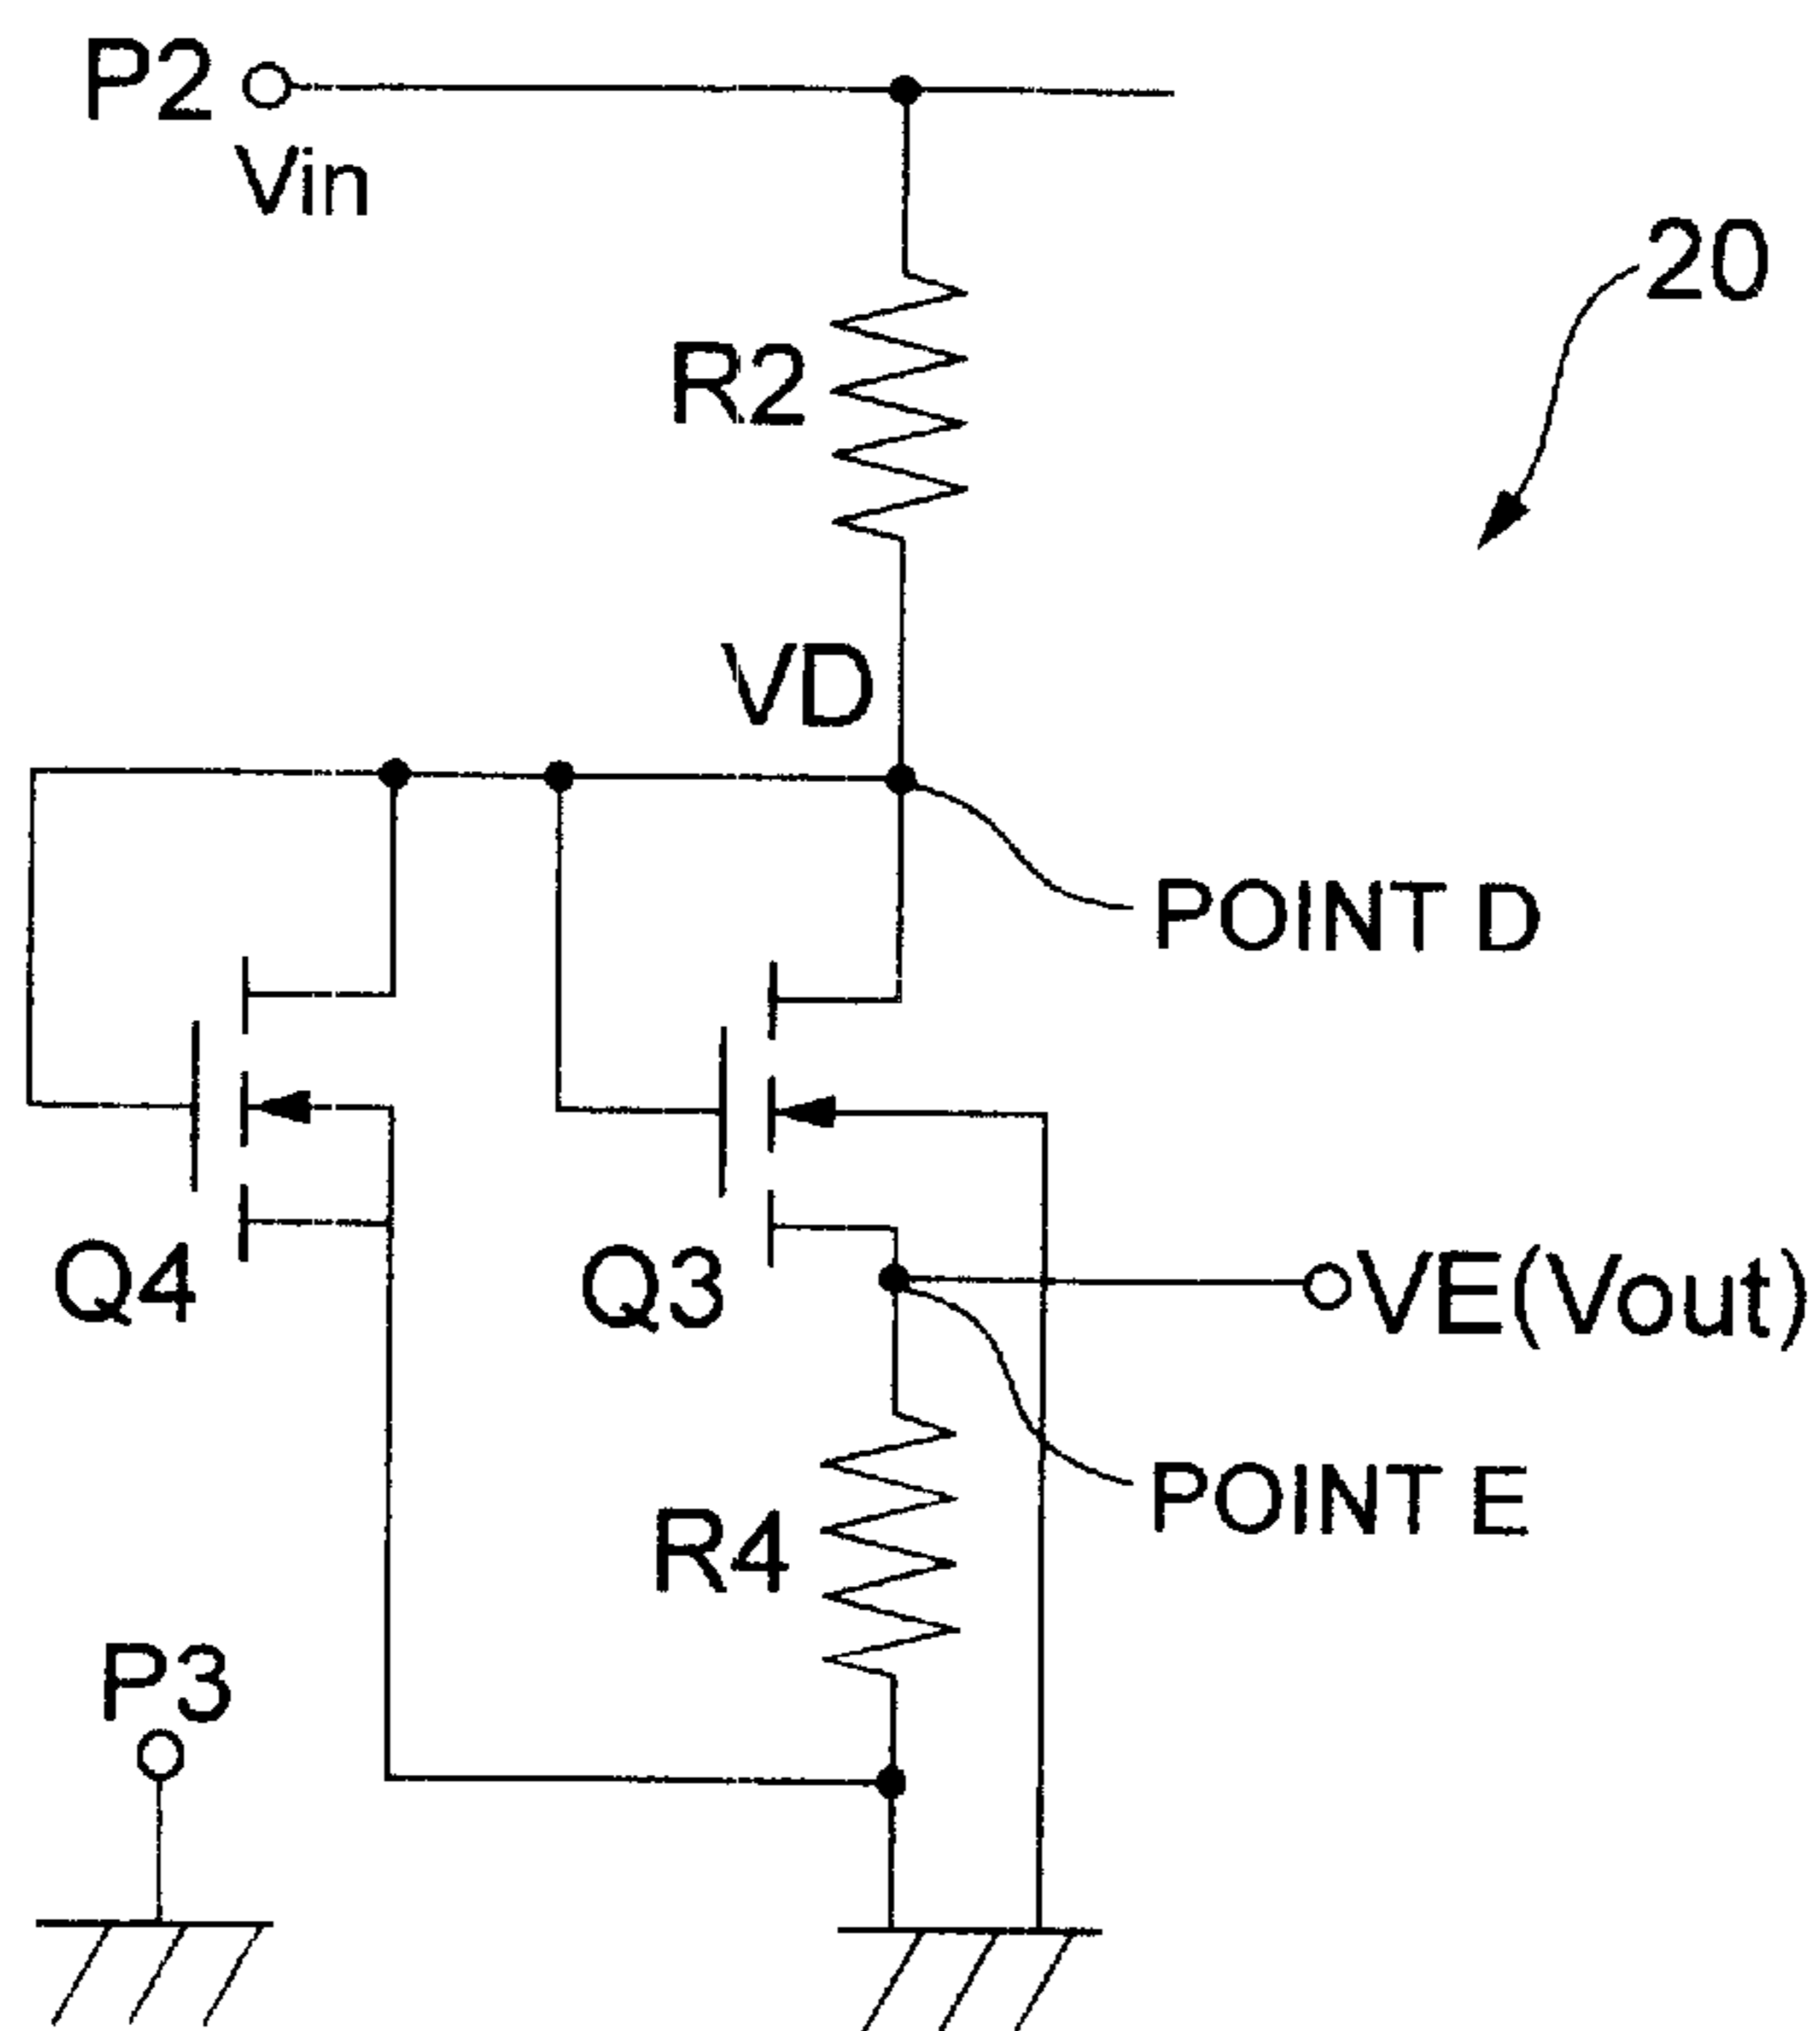 P2
Vin
20
R2
VD
POINT D
Q4
Q3
VE(Vout)
POINT E
R4
P3